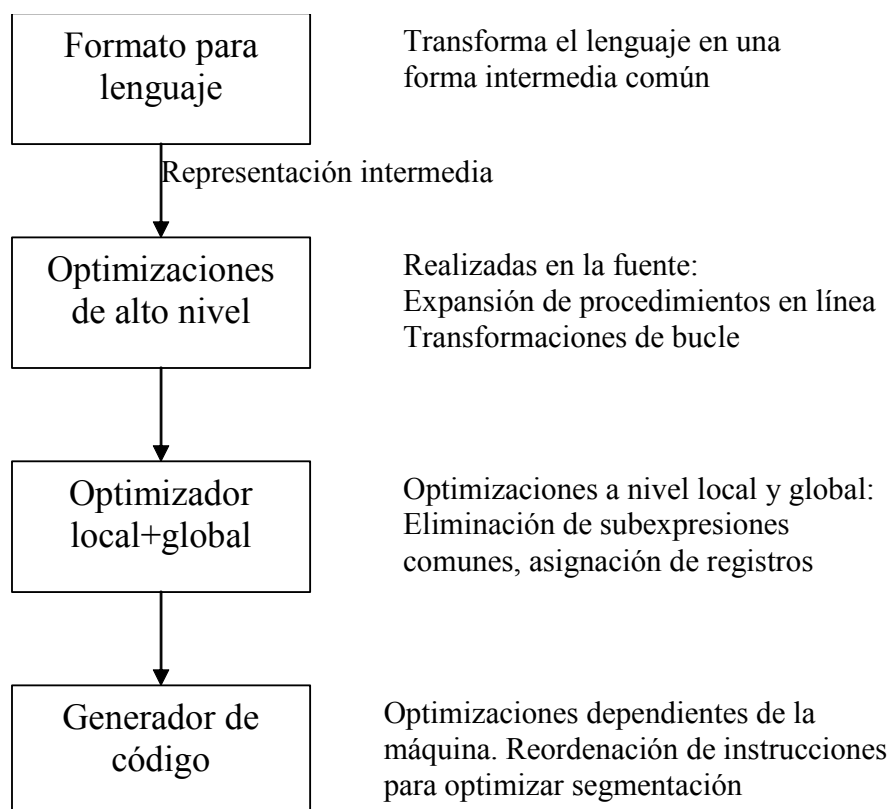 Formato para
lenguaje
Transforma el lenguaje en una
forma intermedia común
Representación intermedia
Optimizaciones
de alto nivel
Realizadas en la fuente:
Expansión de procedimientos en línea
Transformaciones de bucle
Optimizador
local+global
Optimizaciones a nivel local y global:
Eliminación de subexpresiones
comunes, asignación de registros
Generador de
código
Optimizaciones dependientes de la
máquina. Reordenación de instrucciones
para optimizar segmentación